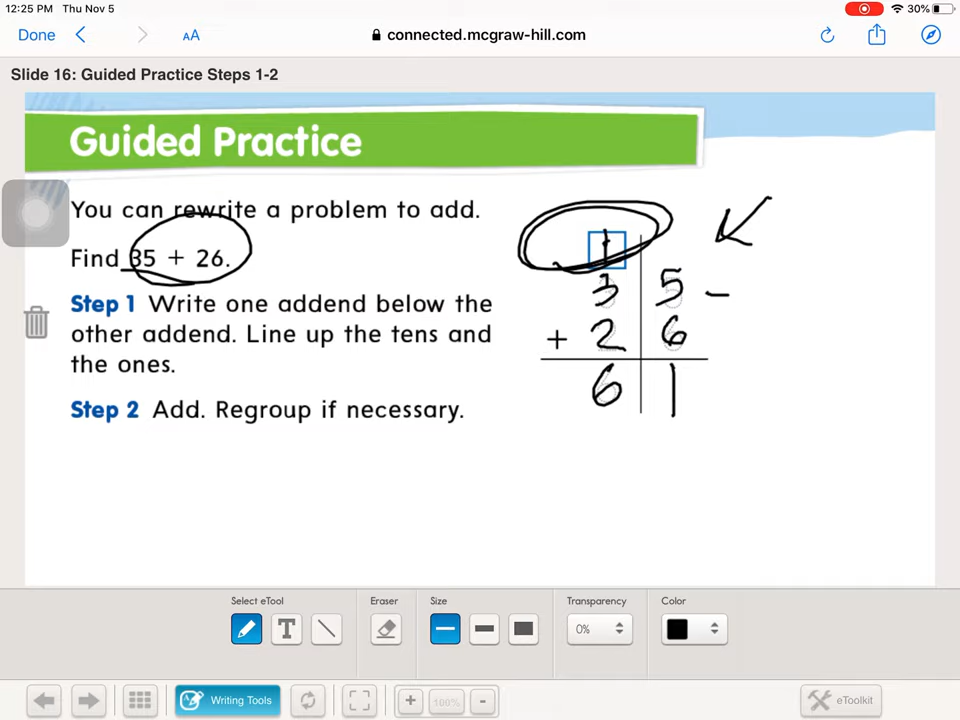 12:25 PM Thu Nov 5
30%
Done
AA
connected.mcgraw-hill.com
Slide 16: Guided Practice Steps 1-2
Guided Practice
You can rewrite a problem to add.
Find 35 + 26.
Step 1 Write one addend below the
other addend. Line up the tens and
the ones.
Step 2 Add. Regroup if necessary.
1
3 5 -
+ 2 6
6 1
Select eTool
Eraser
Size
Transparency
Color
T
0%
Writing Tools
+ 100% -
eToolkit